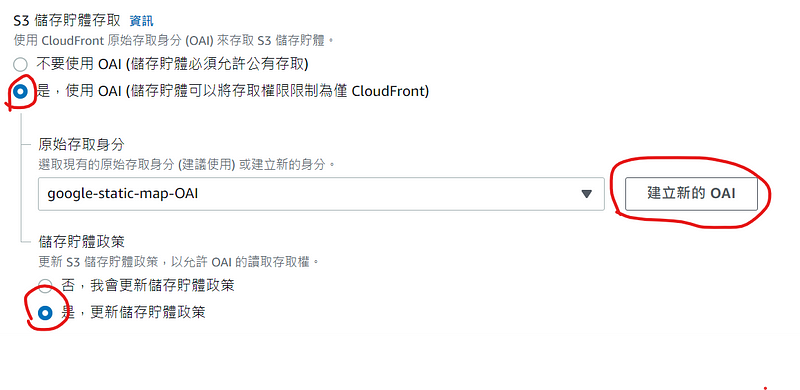 S3 儲存貯體存取 資訊
使用 CloudFront 原始存取身分 (OAI) 來存取 S3 儲存貯體。
不要使用 OAI (儲存貯體必須允許公有存取)
是，使用 OAI (儲存貯體可以將存取權限限制為僅 CloudFront)
原始存取身分
選取現有的原始存取身分 (建議使用) 或建立新的身分。
google-static-map-OAI
建立新的 OAI
儲存貯體政策
更新 S3 儲存貯體政策，以允許 OAI 的讀取存取權。
否，我會更新儲存貯體政策
是，更新儲存貯體政策